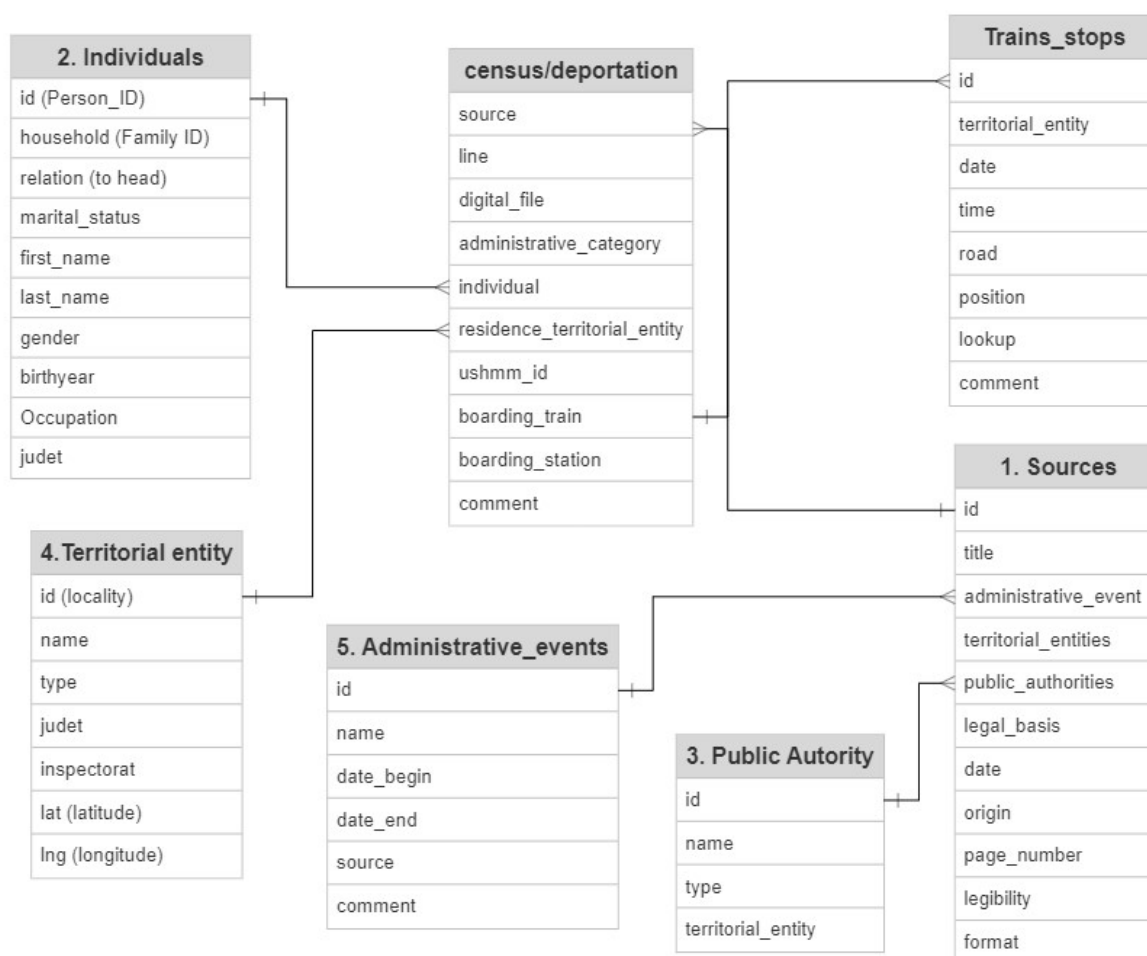 2. Individuals
id (Person_ID)
household (Family ID)
relation (to head)
marital_status
first_name
last_name
gender
birthyear
Occupation
judet
census/deportation
source
line
digital_file
administrative_category
individual
residence_territorial_entity
ushmm_id
boarding_train
boarding_station
comment
Trains_stops
id
territorial_entity
date
time
road
position
lookup
comment
4. Territorial entity
id (locality)
name
type
judet
inspectorat
lat (latitude)
lng (longitude)
5. Administrative_events
id
name
date_begin
date_end
source
comment
3. Public Autority
id
name
type
territorial_entity
1. Sources
id
title
administrative_event
territorial_entities
public_authorities
legal_basis
date
origin
page_number
legibility
format